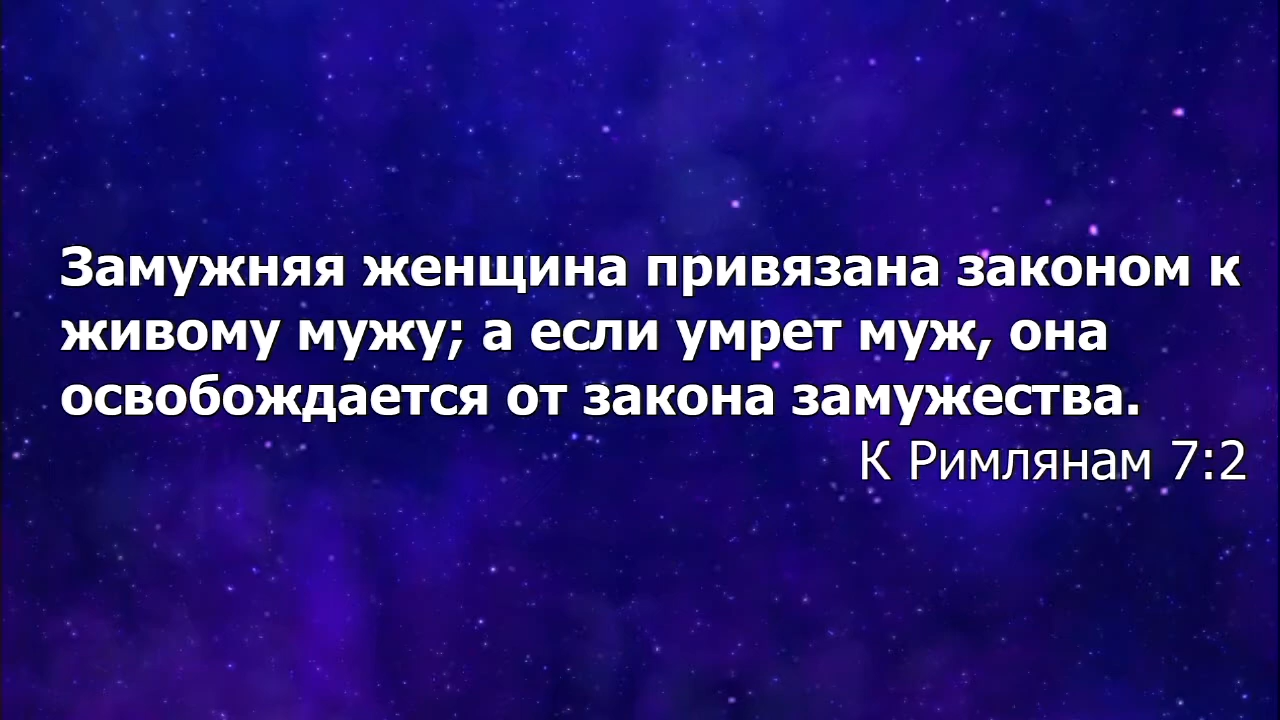 Замужняя женщина привязана законом к
живому мужу; а если умрет муж, она
освобождается от закона замужества.
К Римлянам 7:2